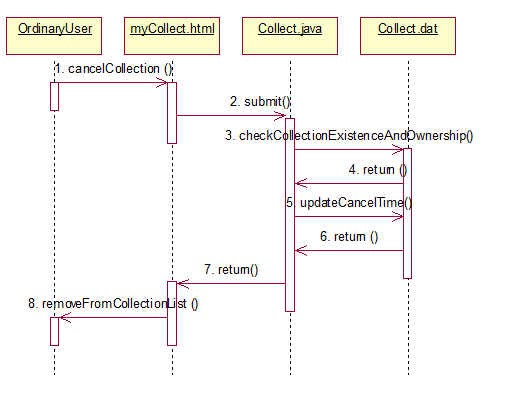 OrdinaryUser
myCollect.html
Collect.java
Collect.dat
1. cancelCollection ()
2. submit()
3. checkCollectionExistenceAndOwnership()
4. return ()
5. updateCancelTime()
6. return ()
7. return()
8. removeFromCollectionList ()